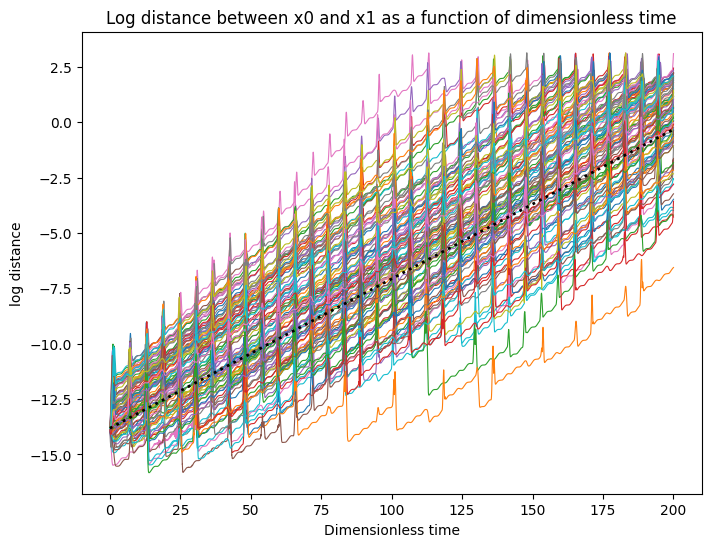 Log distance between x0 and x1 as a function of dimensionless time
log distance
2.5
0.0
−2.5
−5.0
−7.5
−10.0
−12.5
−15.0
0 25 50 75 100 125 150 175 200
Dimensionless time